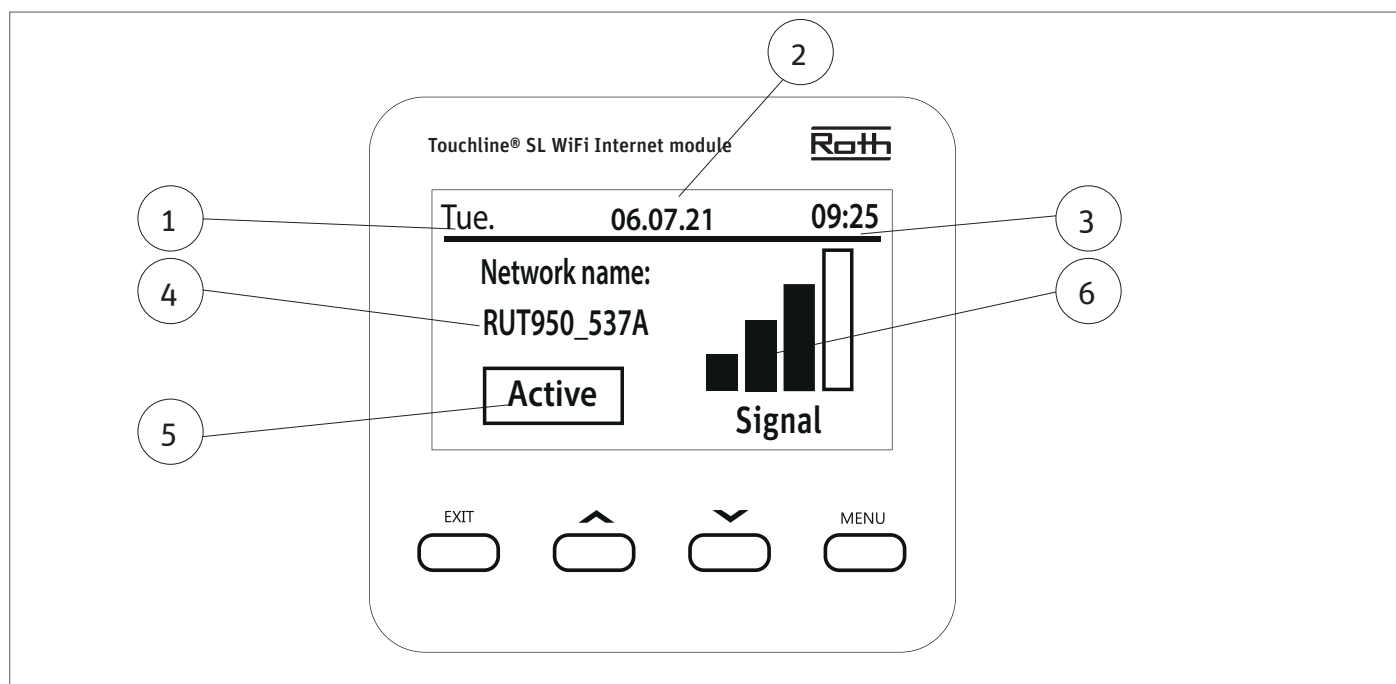 2
Touchline® SL WiFi Internet module Roth
1 Tue. 06.07.21 09:25 3
Network name:
4 RUT950_537A 6
Active
5 Signal
EXIT MENU